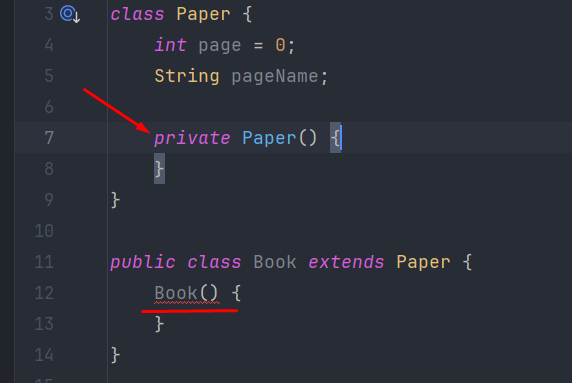 3 class Paper {
4 int page = 0;
5 String pageName;
6
7 private Paper() {
8 }
9 }
10
11 public class Book extends Paper {
12 Book() {
13 }
14 }